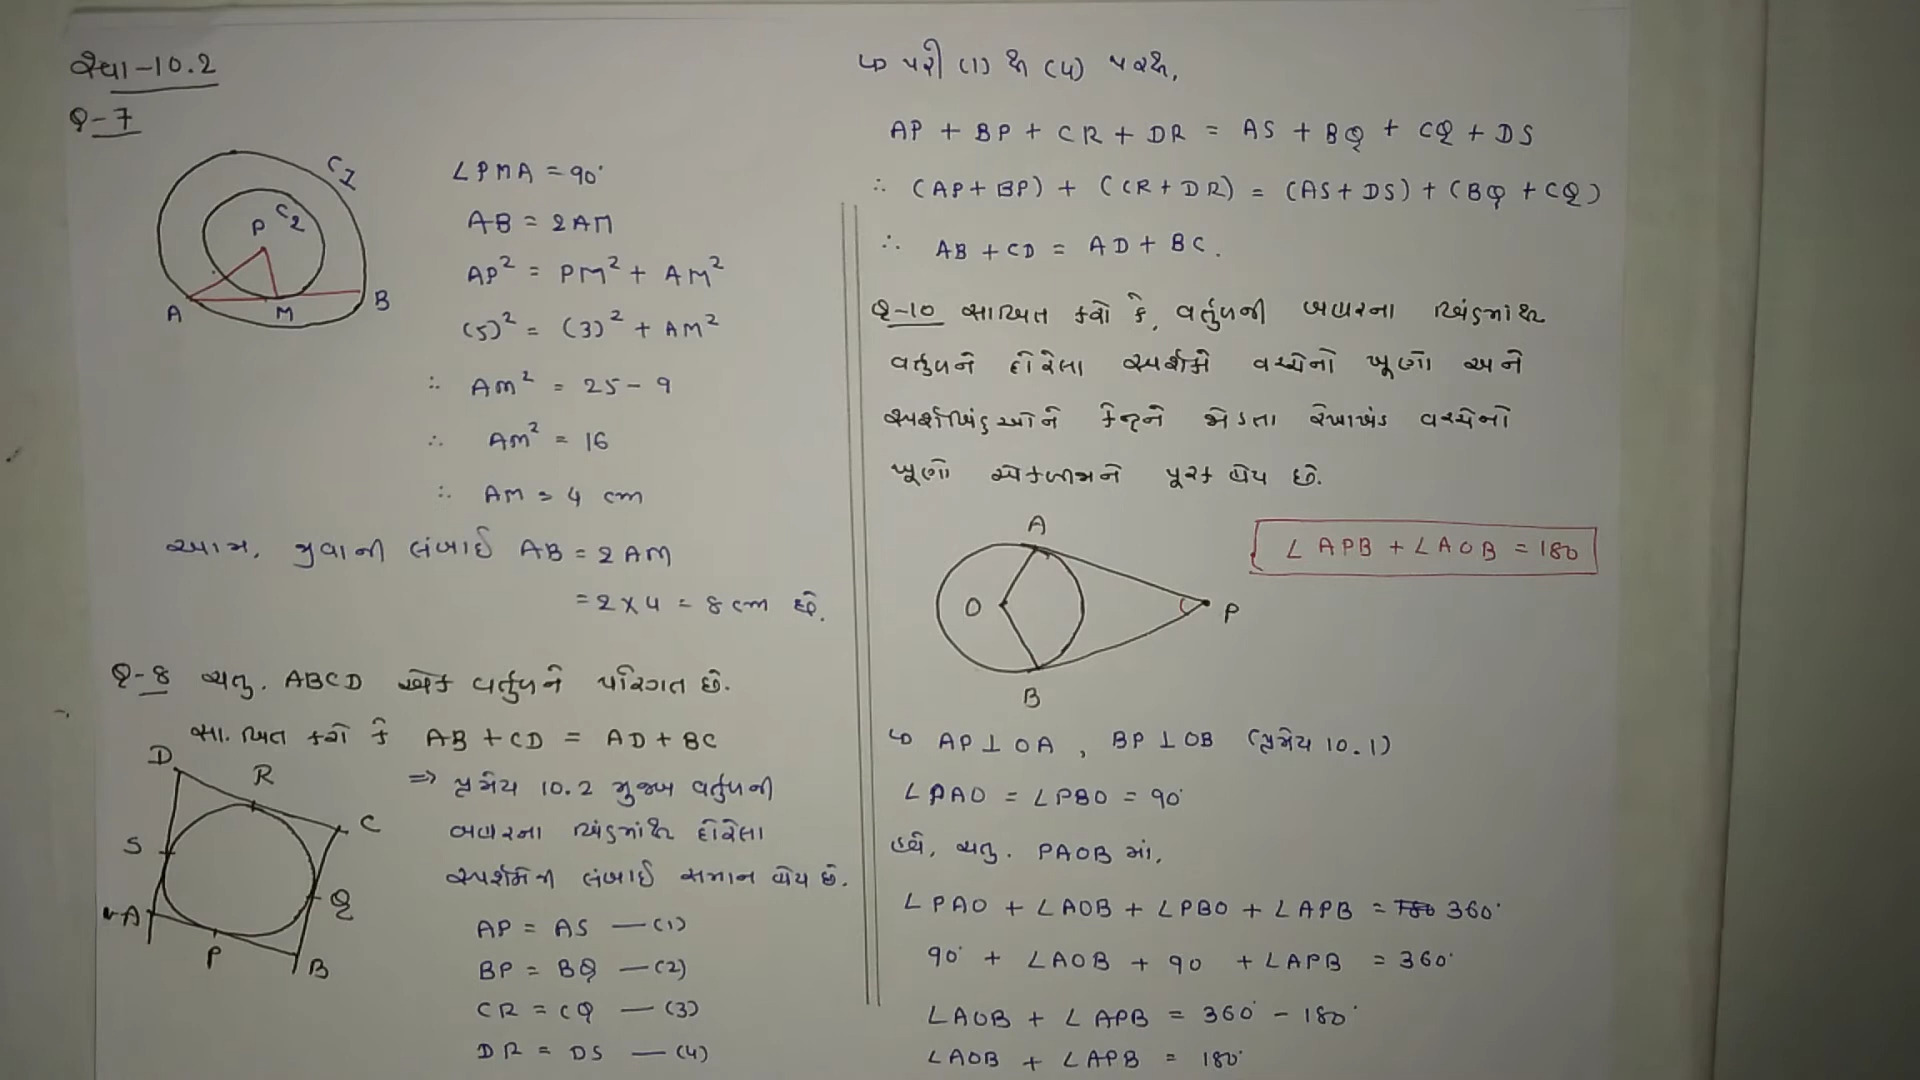 સ્વા-10.2
Q-7
C1
C2
P
A
M
B
∠PMA = 90°
AB = 2AM
AP² = PM² + AM²
(5)² = (3)² + AM²
∴ AM² = 25 - 9
∴ AM² = 16
∴ AM = 4 cm
આમ, જીવાની લંબાઈ AB = 2AM
= 2 x 4 = 8 cm છે.
Q-8 ચતુ. ABCD એક વર્તુળને પરિગત છે.
સાબિત કરો કે AB + CD = AD + BC
D
R
C
S
Q
A
P
B
⇒ પ્રમેય 10.2 મુજબ વર્તુળની
બહારના બિંદુમાંથી દોરેલા
સ્પર્શકની લંબાઈ સમાન હોય છે.
AP = AS — (1)
BP = BQ — (2)
CR = CQ — (3)
DR = DS — (4)
↪ પરી (1) થી (4) પરથી,
AP + BP + CR + DR = AS + BQ + CQ + DS
∴ (AP + BP) + (CR + DR) = (AS + DS) + (BQ + CQ)
∴ AB + CD = AD + BC.
Q-10 સાબિત કરો કે, વર્તુળની બહારના બિંદુમાંથી
વર્તુળને દોરેલા સ્પર્શકો વચ્ચેનો ખૂણો અને
સ્પર્શબિંદુઓને કેન્દ્રને જોડતા રેખાખંડ વચ્ચેનો
ખૂણો એકબીજાને પૂરક હોય છે.
A
O
P
B
∠APB + ∠AOB = 180
↪ AP⊥OA, BP⊥OB (પ્રમેય 10.1)
∠PAO = ∠PBO = 90°
હવે, ચતુ. PAOB માં,
∠PAO + ∠AOB + ∠PBO + ∠APB = 180 360°
90° + ∠AOB + 90 + ∠APB = 360°
∠AOB + ∠APB = 360° - 180°
∠AOB + ∠APB = 180°